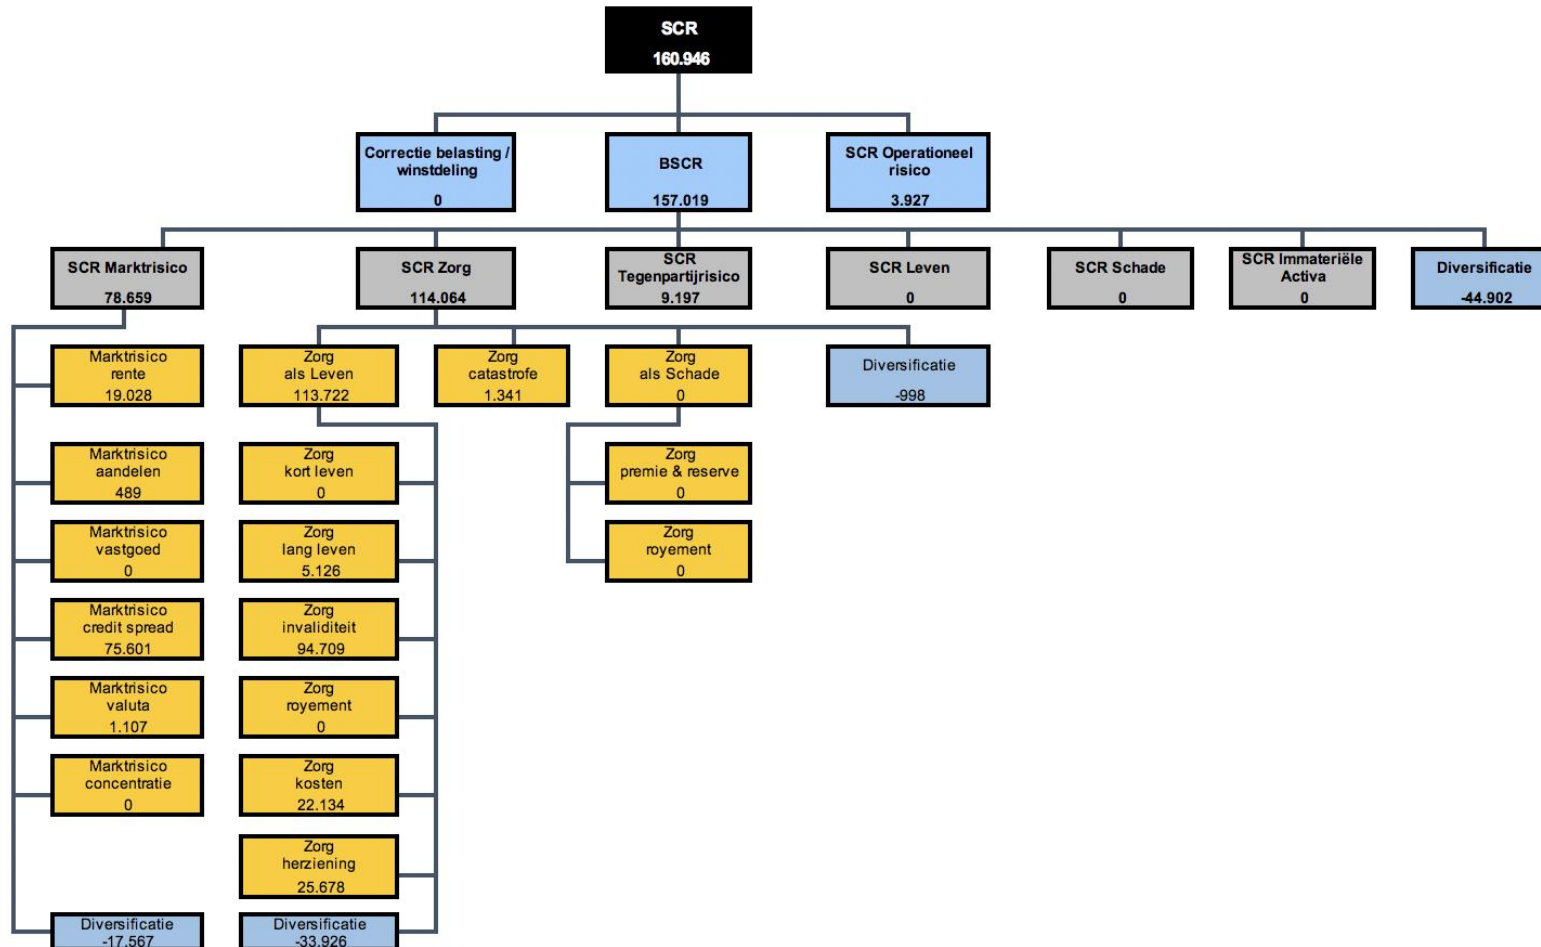 SCR
160.946
Correctie belasting /
winstdeling
0
BSCR
157.019
SCR Operationeel
risico
3.927
SCR Marktrisico
78.659
SCR Zorg
114.064
SCR
Tegenpartijrisico
9.197
SCR Leven
0
SCR Schade
0
SCR Immateriële
Activa
0
Diversificatie
-44.902
Marktrisico
rente
19.028
Zorg
als Leven
113.722
Zorg
catastrofe
1.341
Zorg
als Schade
0
Diversificatie
-998
Marktrisico
aandelen
489
Zorg
kort leven
0
Zorg
premie & reserve
0
Marktrisico
vastgoed
0
Zorg
lang leven
5.126
Zorg
royement
0
Marktrisico
credit spread
75.601
Zorg
invaliditeit
94.709
Marktrisico
valuta
1.107
Zorg
royement
0
Marktrisico
concentratie
0
Zorg
kosten
22.134
Zorg
herziening
25.678
Diversificatie
-17.567
Diversificatie
-33.926